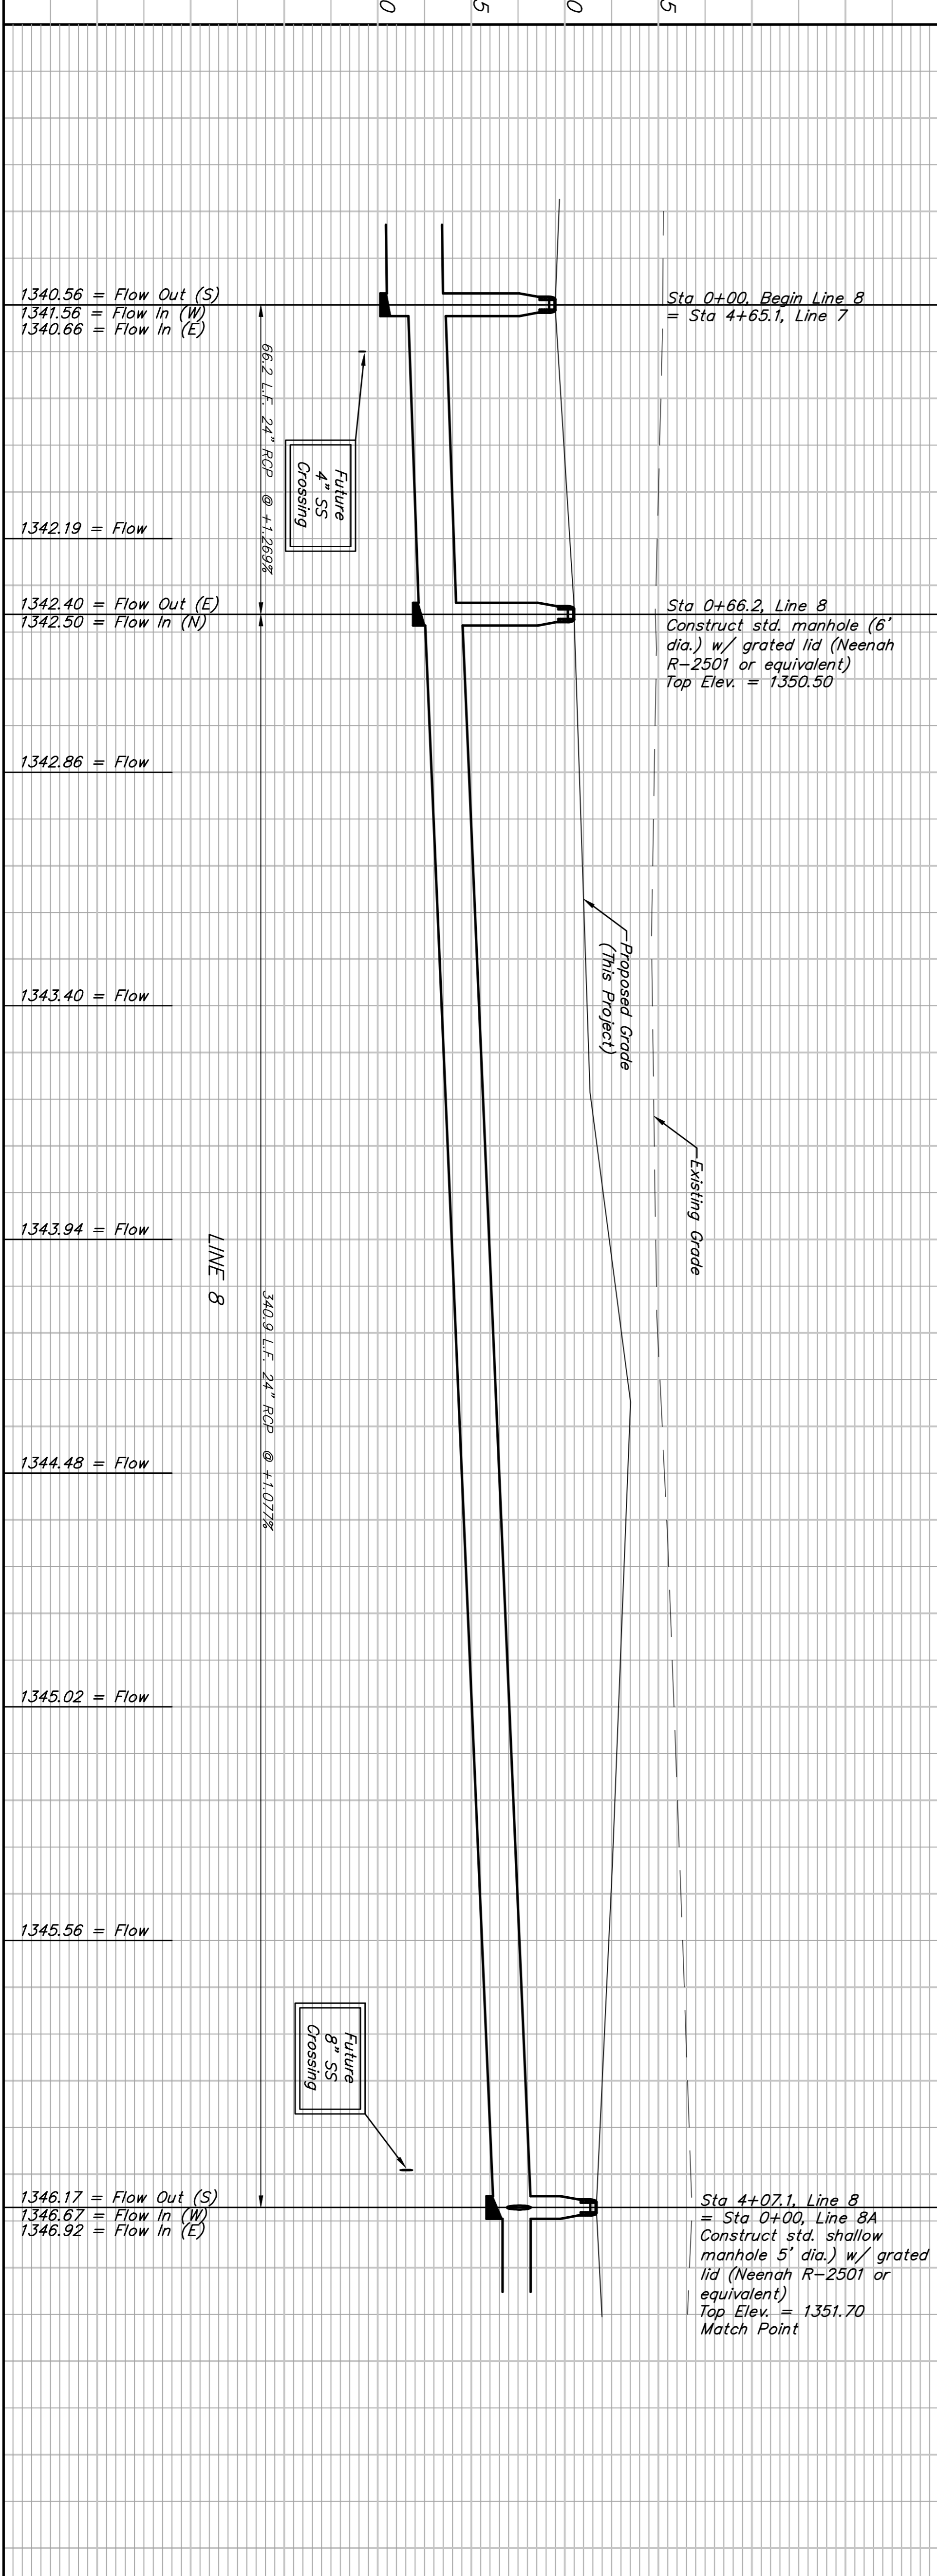 0
5
0
5
1340.56 = Flow Out (S)
1341.56 = Flow In (W)
1340.66 = Flow In (E)
Sta 0+00, Begin Line 8
= Sta 4+65.1, Line 7
66.2 L.F. 24" RCP @ +1.269%
Future
4" SS
Crossing
1342.19 = Flow
1342.40 = Flow Out (E)
1342.50 = Flow In (N)
Sta 0+66.2, Line 8
Construct std. manhole (6'
dia.) w/ grated lid (Neenah
R-2501 or equivalent)
Top Elev. = 1350.50
1342.86 = Flow
Proposed Grade
(This Project)
1343.40 = Flow
Existing Grade
1343.94 = Flow
LINE 8
340.9 L.F. 24" RCP @ +1.077%
1344.48 = Flow
1345.02 = Flow
1345.56 = Flow
Future
8" SS
Crossing
1346.17 = Flow Out (S)
1346.67 = Flow In (W)
1346.92 = Flow In (E)
Sta 4+07.1, Line 8
= Sta 0+00, Line 8A
Construct std. shallow
manhole 5' dia.) w/ grated
lid (Neenah R-2501 or
equivalent)
Top Elev. = 1351.70
Match Point